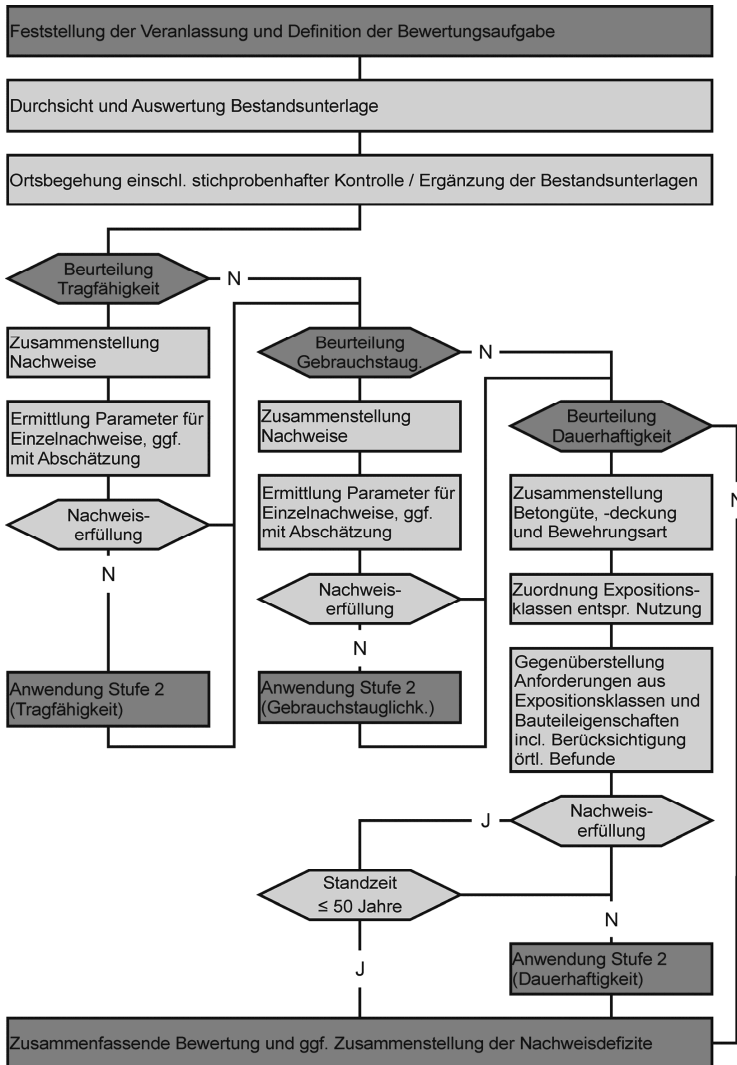 Feststellung der Veranlassung und Definition der Bewertungsaufgabe
Durchsicht und Auswertung Bestandsunterlage
Ortsbegehung einschl. stichprobenhafter Kontrolle / Ergänzung der Bestandsunterlagen
Beurteilung
Tragfähigkeit
N
Zusammenstellung
Nachweise
Ermittlung Parameter für
Einzelnachweise, ggf.
mit Abschätzung
Nachweis-
erfüllung
N
Anwendung Stufe 2
(Tragfähigkeit)
Beurteilung
Gebrauchstaug.
N
Zusammenstellung
Nachweise
Ermittlung Parameter für
Einzelnachweise, ggf.
mit Abschätzung
Nachweis-
erfüllung
N
Anwendung Stufe 2
(Gebrauchstauglichk.)
Beurteilung
Dauerhaftigkeit
N
Zusammenstellung
Betongüte, -deckung
und Bewehrungsart
Zuordnung Expositions-
klassen entspr. Nutzung
Gegenüberstellung
Anforderungen aus
Expositionsklassen und
Bauteileigenschaften
incl. Berücksichtigung
örtl. Befunde
Nachweis-
erfüllung
J
Standzeit
≤ 50 Jahre
N
J
Anwendung Stufe 2
(Dauerhaftigkeit)
Zusammenfassende Bewertung und ggf. Zusammenstellung der Nachweisdefizite